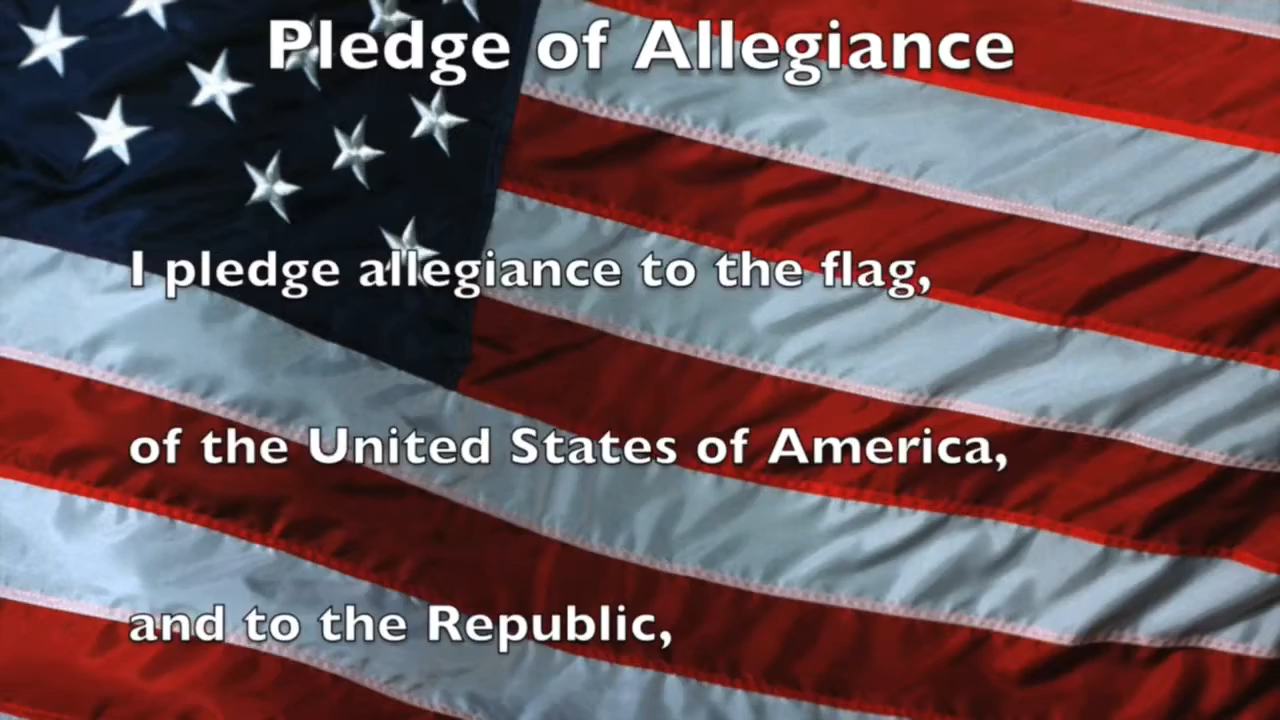 Pledge of Allegiance
I pledge allegiance to the flag,
of the United States of America,
and to the Republic,